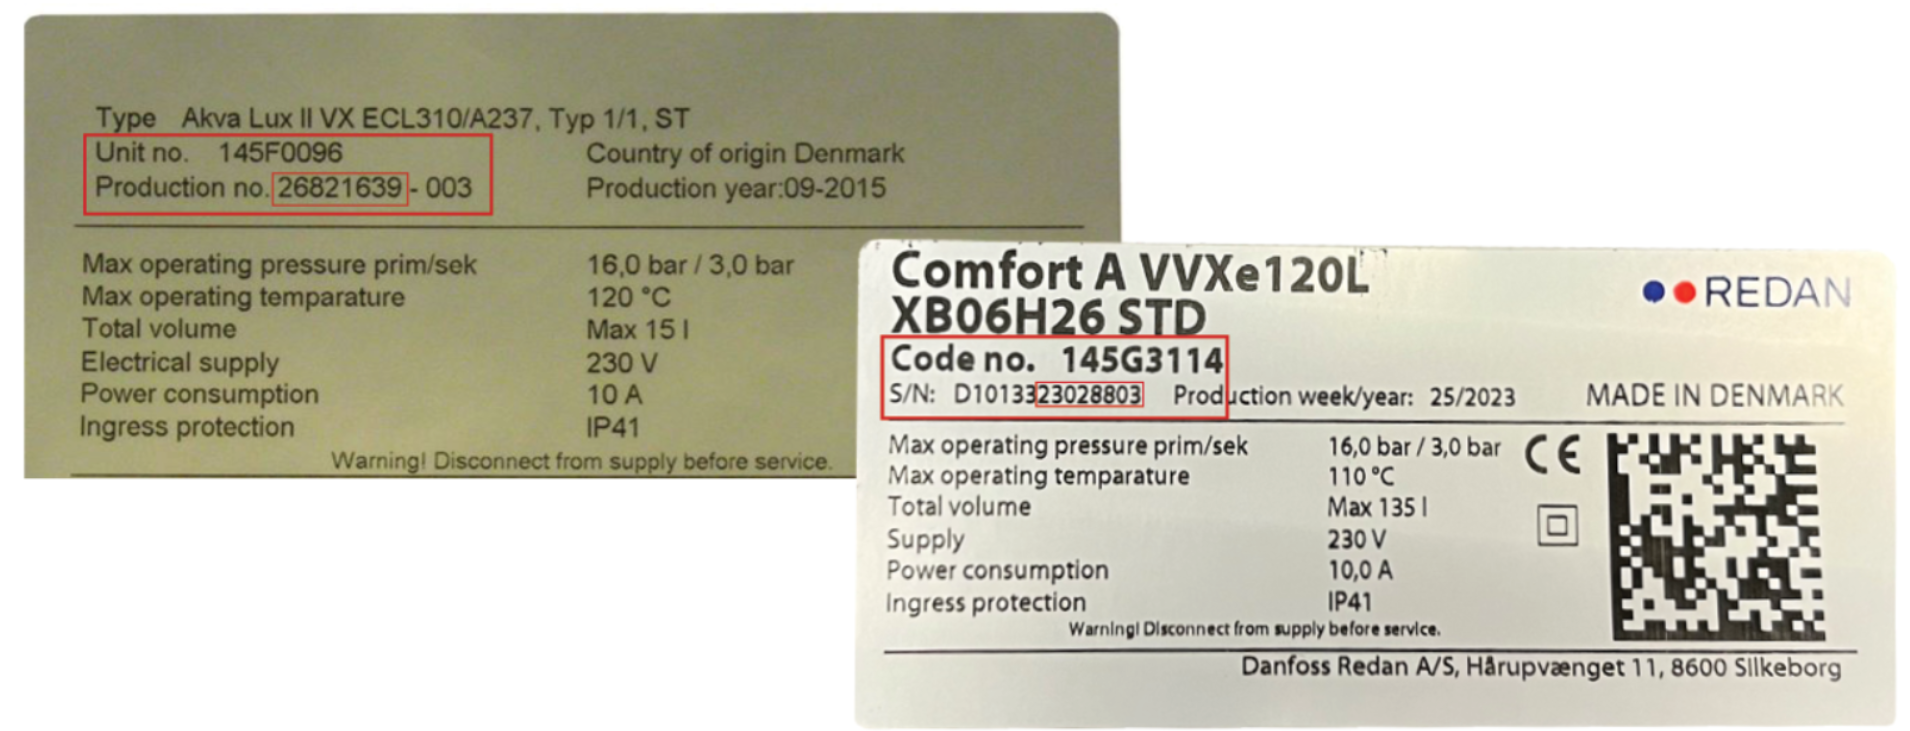 Type Akva Lux II VX ECL310/A237, Typ 1/1, ST
Unit no. 145F0096 Country of origin Denmark
Production no. 26821639 - 003 Production year:09-2015
Max operating pressure prim/sek 16,0 bar / 3,0 bar
Max operating temparature 120 °C
Total volume Max 15 l
Electrical supply 230 V
Power consumption 10 A
Ingress protection IP41
Warning! Disconnect from supply before service.
Comfort A VVXe120L
XB06H26 STD
REDAN
Code no. 145G3114
S/N: D1013323028803 Production week/year: 25/2023 MADE IN DENMARK
Max operating pressure prim/sek 16,0 bar / 3,0 bar
CE
Max operating temparature 110 °C
Total volume Max 135 l
Supply 230 V
Power consumption 10,0 A
Ingress protection IP41
Warning! Disconnect from supply before service.
Danfoss Redan A/S, Hårupvænget 11, 8600 Silkeborg